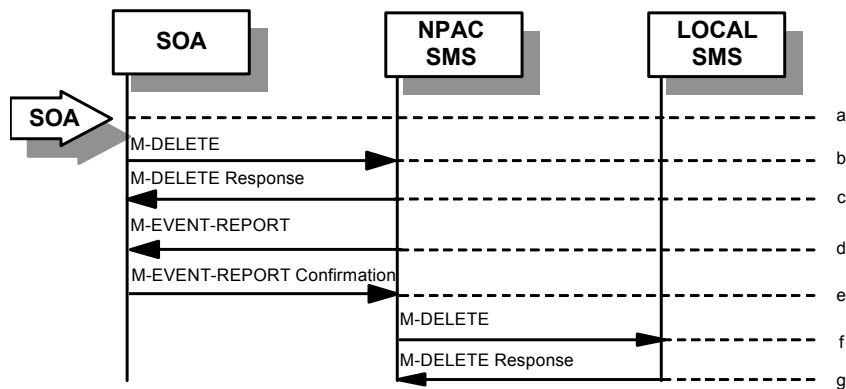 SOA
NPAC
SMS
LOCAL
SMS
SOA
a
M-DELETE
b
M-DELETE Response
c
M-EVENT-REPORT
d
M-EVENT-REPORT Confirmation
e
M-DELETE
f
M-DELETE Response
g